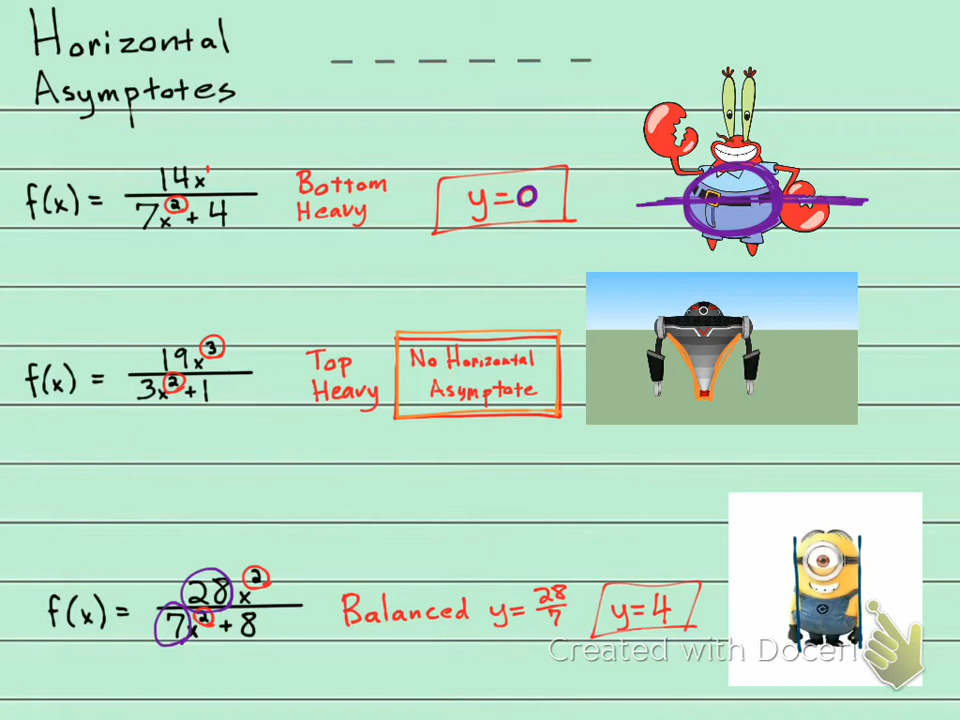 Horizontal
Asymptotes
f(x) = 14x¹ / 7x² + 4
Bottom
Heavy
y=0
f(x) = 19x³ / 3x² + 1
Top
Heavy
No Horizontal
Asymptote
f(x) = 28x² / 7x² + 8
Balanced y= 28/7
y=4
Created with Doceri